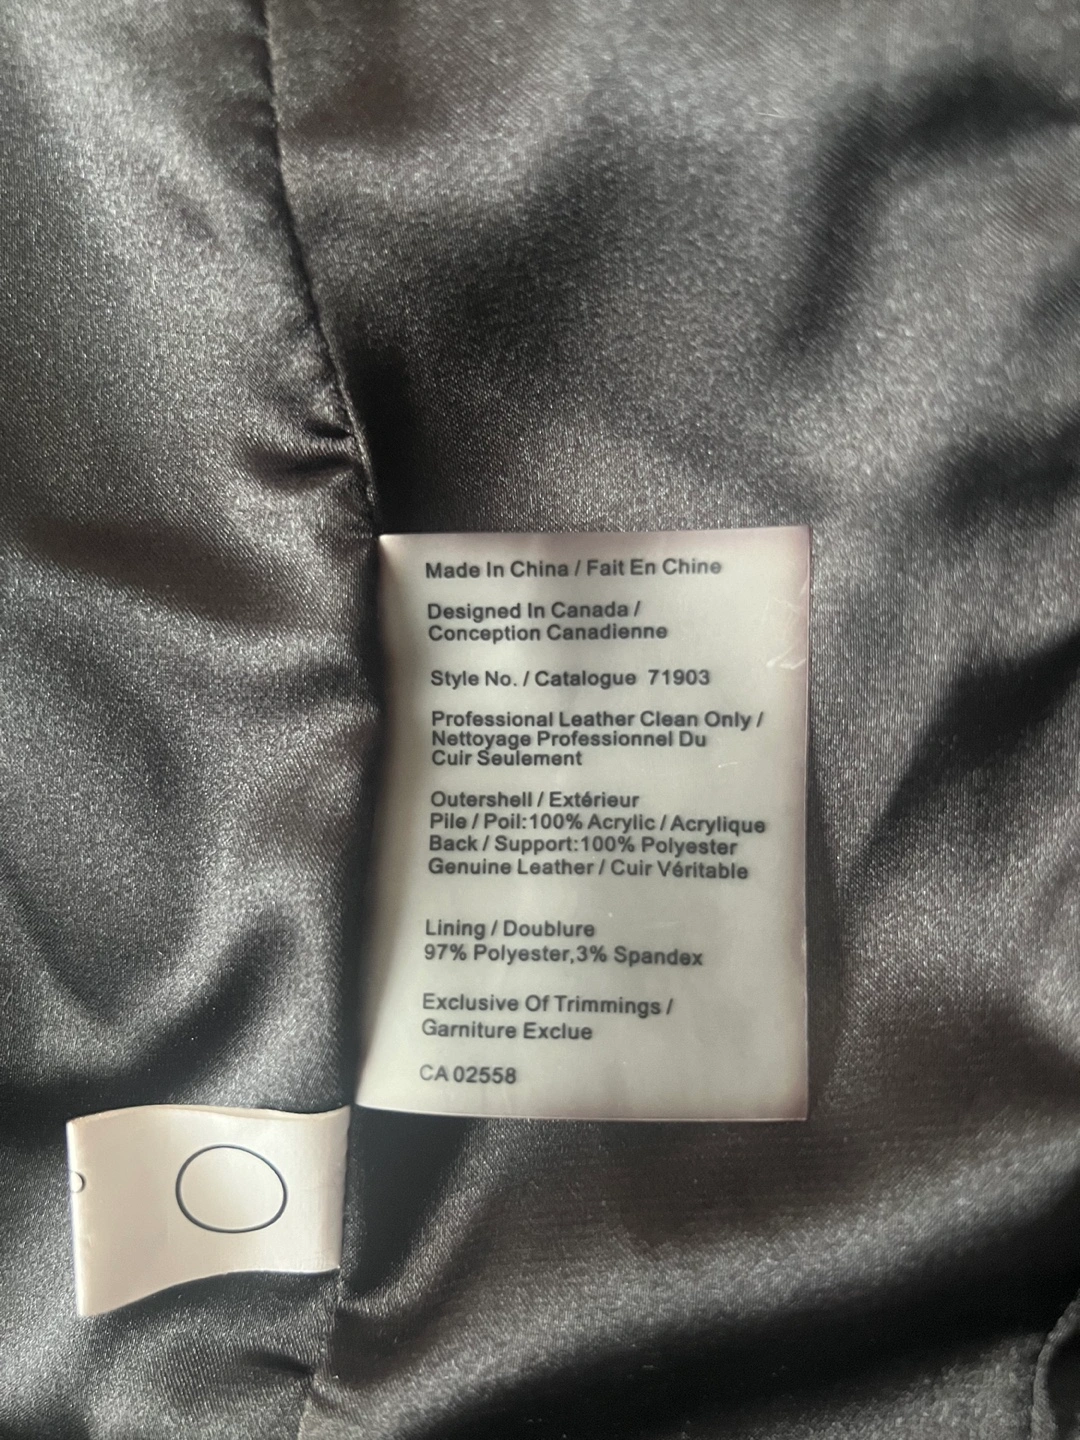 Made In China / Fait En Chine
Designed In Canada /
Conception Canadienne
Style No. / Catalogue 71903
Professional Leather Clean Only /
Nettoyage Professionnel Du
Cuir Seulement
Outershell / Extérieur
Pile / Poil:100% Acrylic / Acrylique
Back / Support:100% Polyester
Genuine Leather / Cuir Véritable
Lining / Doublure
97% Polyester,3% Spandex
Exclusive Of Trimmings /
Garniture Exclue
CA 02558